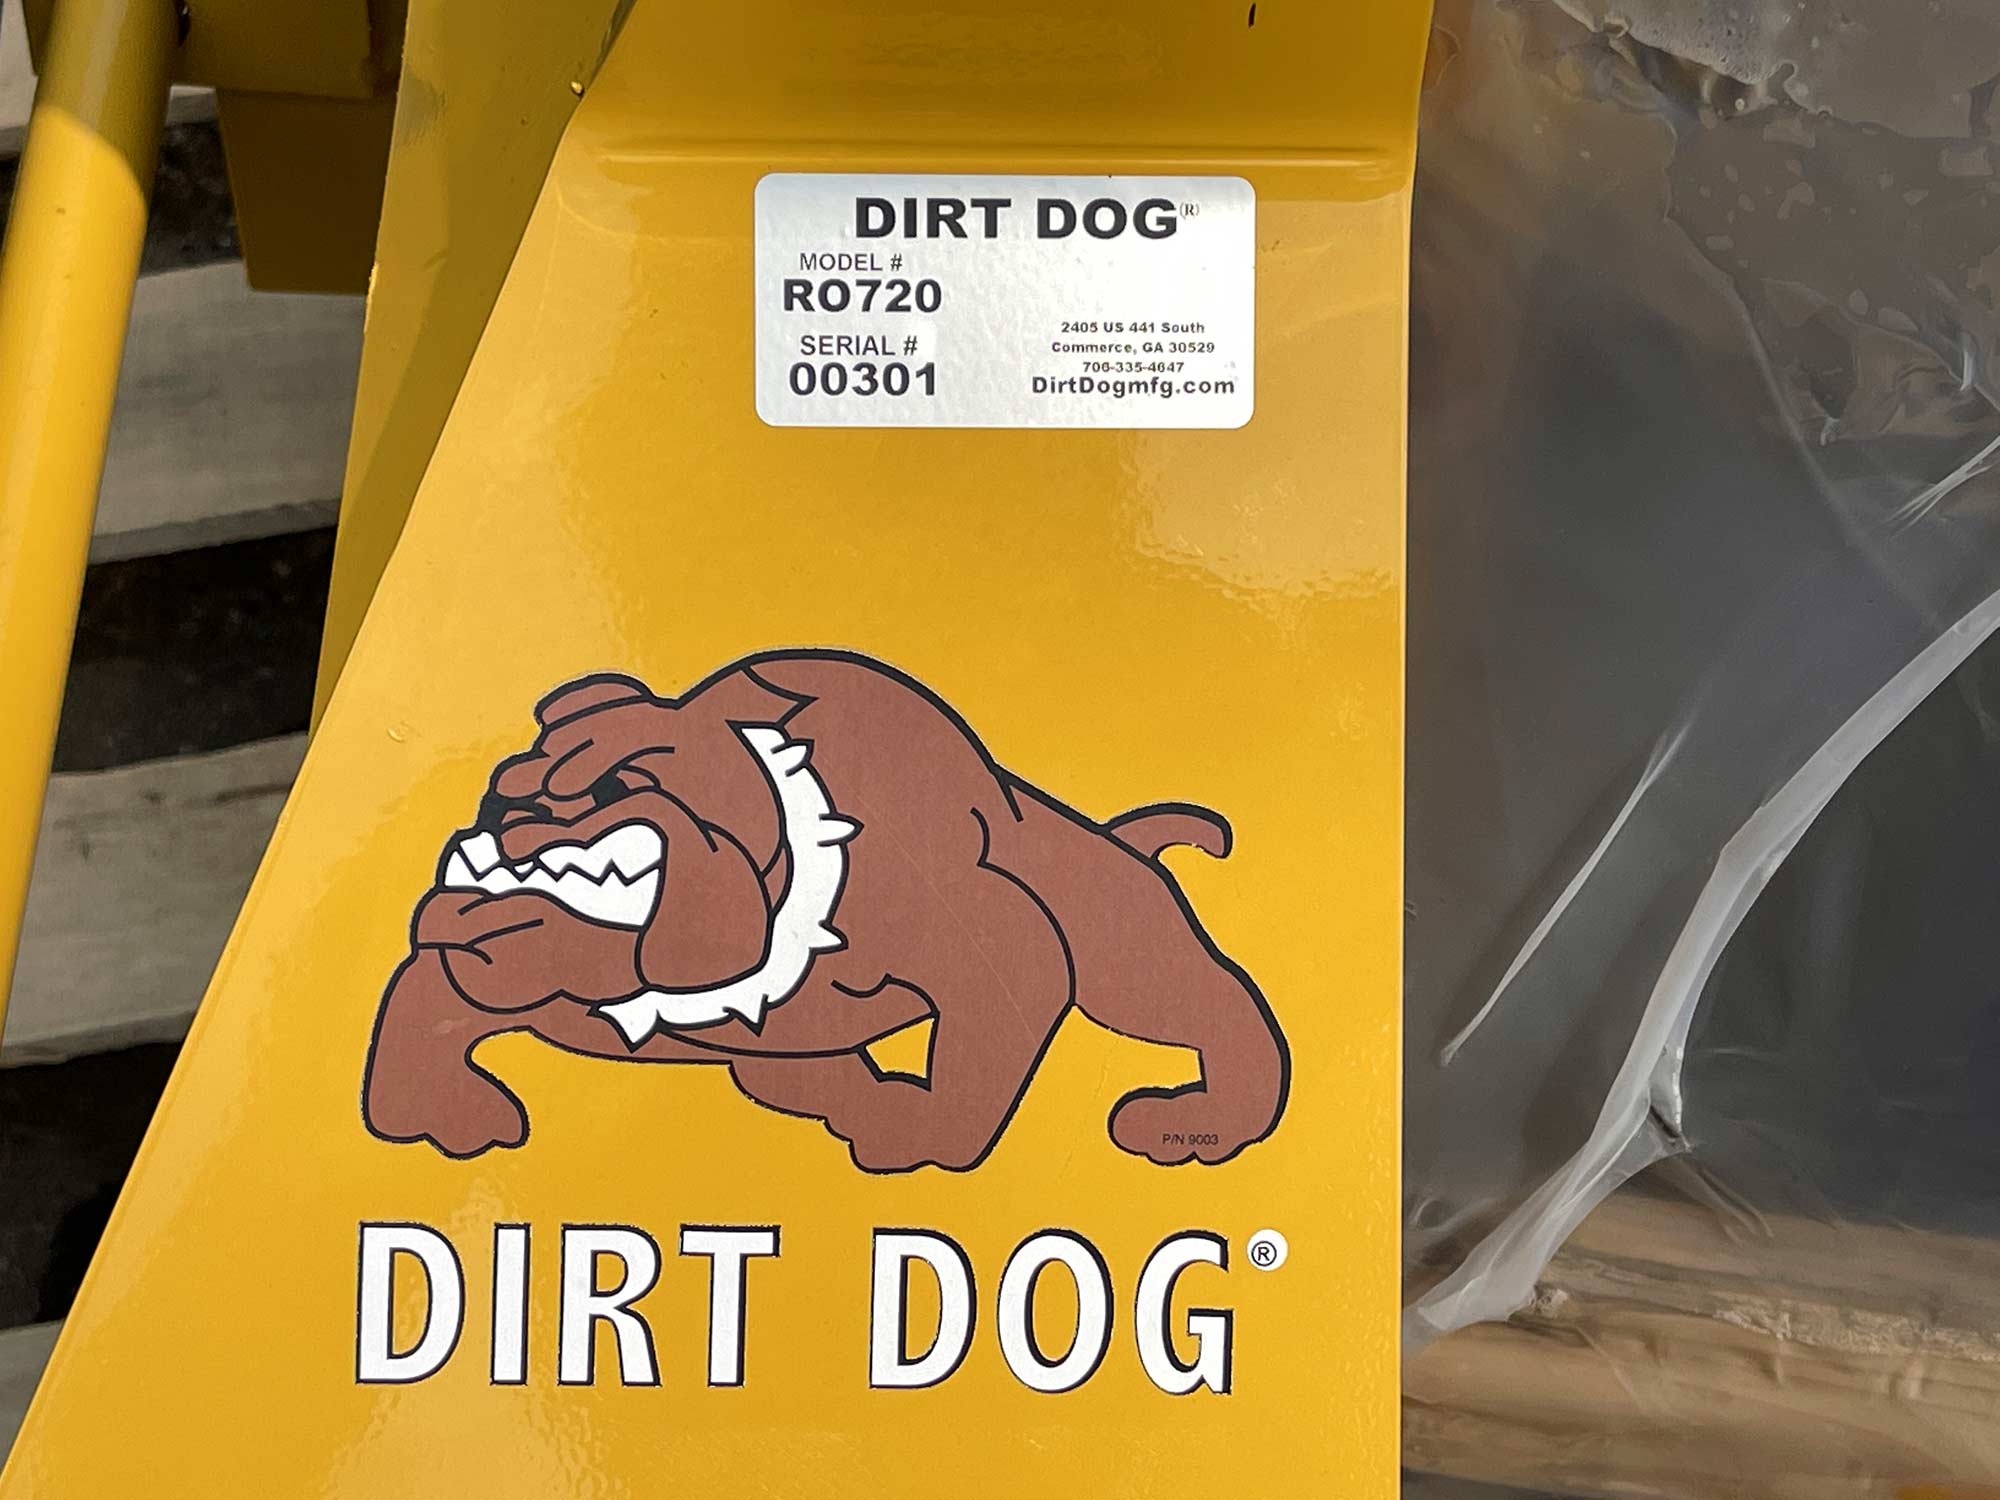 DIRT DOG(R)
MODEL #
RO720
SERIAL #
00301
2405 US 441 South
Commerce, GA 30529
706-335-4647
DirtDogmfg.com
P/N 9003
DIRT DOG®